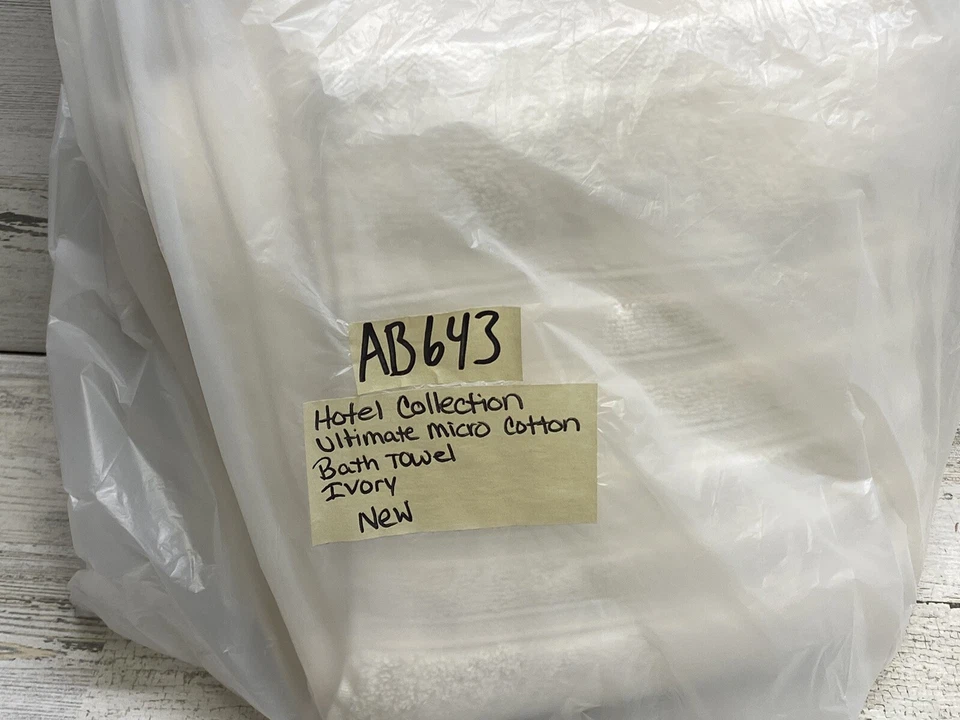 AB643
Hotel Collection
Ultimate Micro Cotton
Bath Towel
Ivory
New